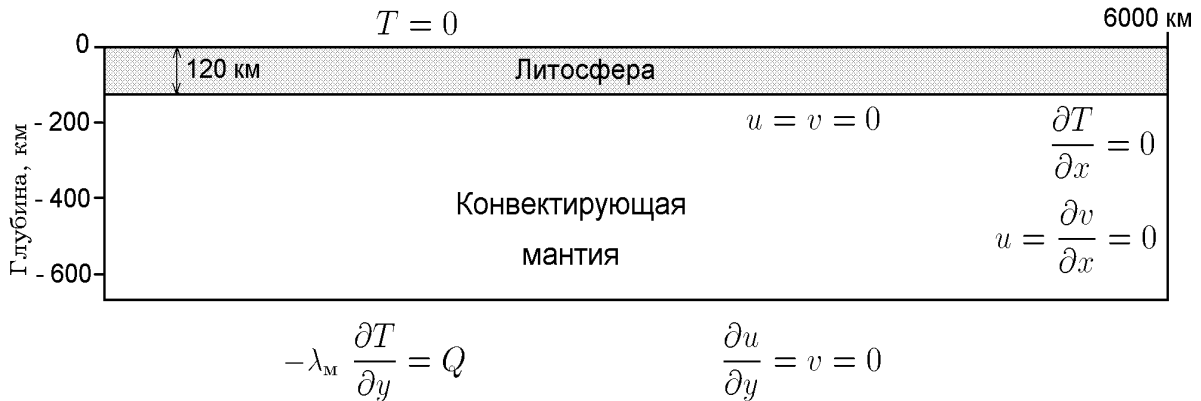 T = 0
6000 км
0
120 км
Литосфера
- 200
u = v = 0
∂T/∂x = 0
Глубина, км
- 400
Конвектирующая
мантия
u = ∂v/∂x = 0
- 600
−λм ∂T/∂y = Q
∂u/∂y = v = 0